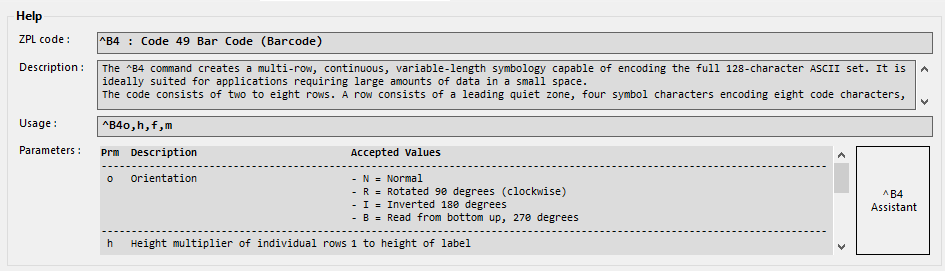 Help
ZPL code :
^B4 : Code 49 Bar Code (Barcode)
Description :
The ^B4 command creates a multi-row, continuous, variable-length symbology capable of encoding the full 128-character ASCII set. It is
ideally suited for applications requiring large amounts of data in a small space.
The code consists of two to eight rows. A row consists of a leading quiet zone, four symbol characters encoding eight code characters,
Usage :
^B4o,h,f,m
Parameters :
Prm Description Accepted Values
--------------------------------------------------------------------------------
o Orientation - N = Normal
- R = Rotated 90 degrees (clockwise)
- I = Inverted 180 degrees
- B = Read from bottom up, 270 degrees
--------------------------------------------------------------------------------
h Height multiplier of individual rows 1 to height of label
^B4
Assistant